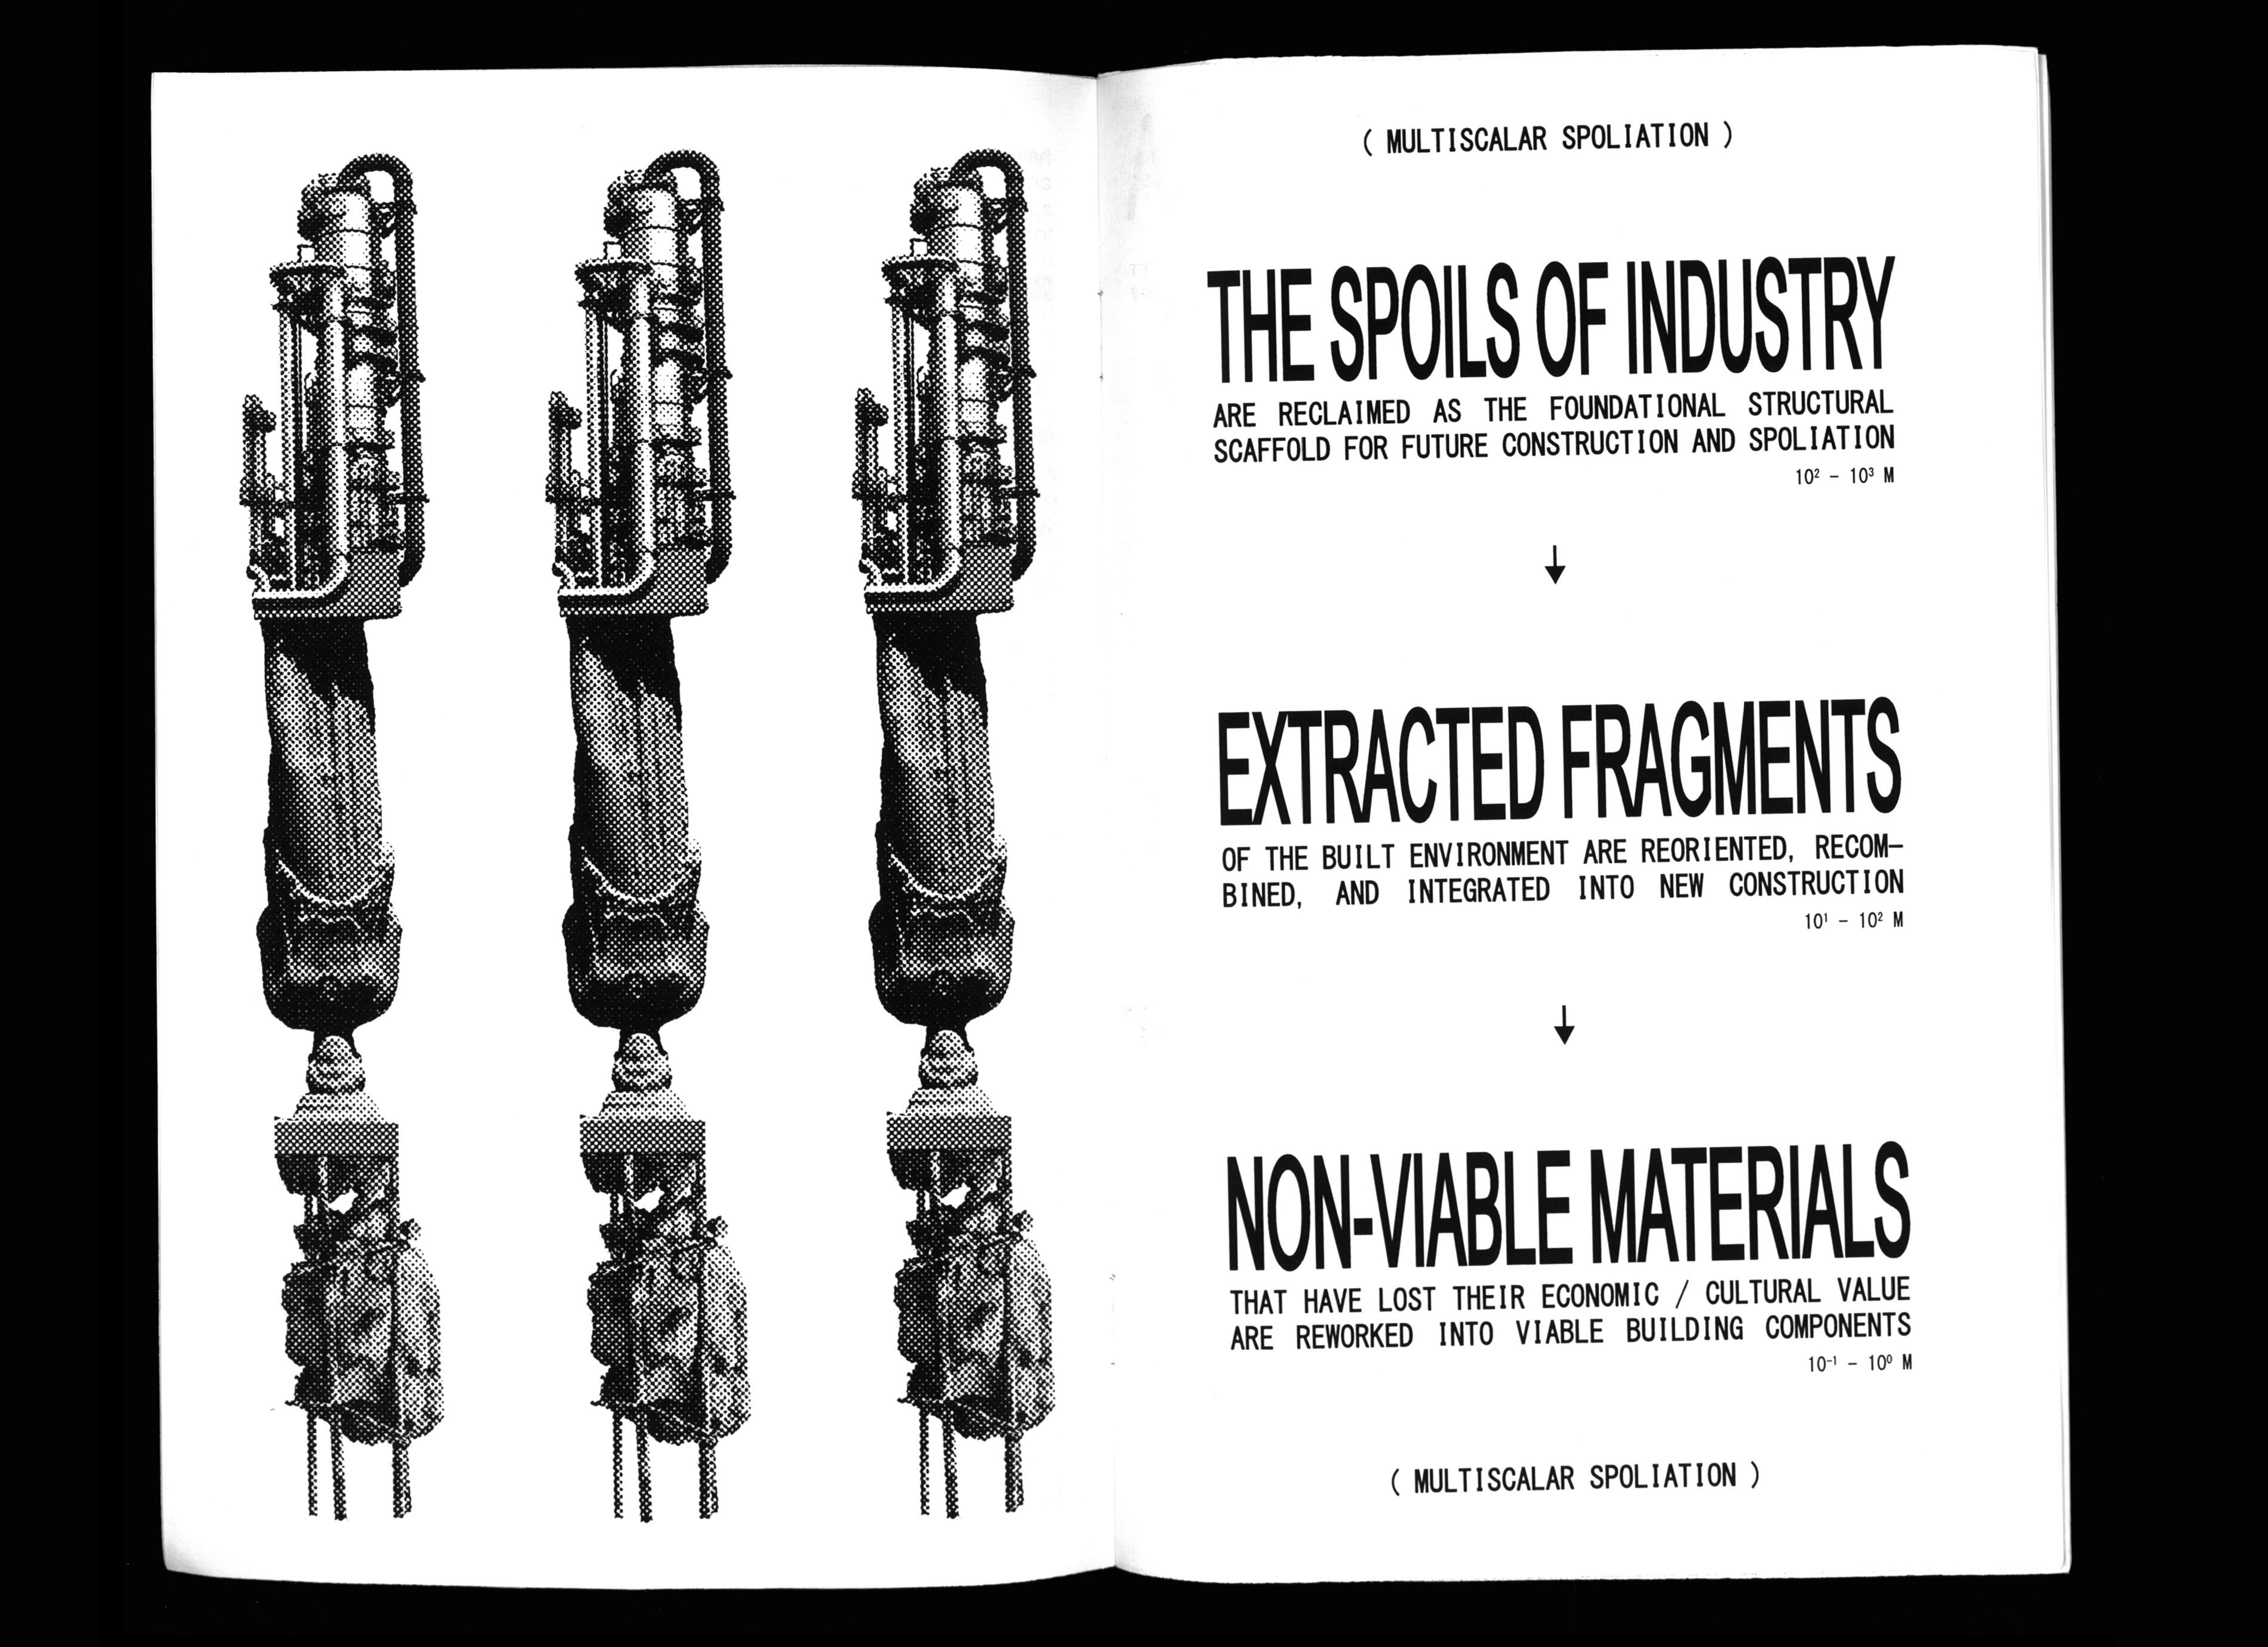 ( MULTISCALAR SPOLIATION )
THE SPOILS OF INDUSTRY
ARE RECLAIMED AS THE FOUNDATIONAL STRUCTURAL
SCAFFOLD FOR FUTURE CONSTRUCTION AND SPOLIATION
10² – 10³ M
↓
EXTRACTED FRAGMENTS
OF THE BUILT ENVIRONMENT ARE REORIENTED, RECOM–
BINED, AND INTEGRATED INTO NEW CONSTRUCTION
10¹ – 10² M
↓
NON-VIABLE MATERIALS
THAT HAVE LOST THEIR ECONOMIC / CULTURAL VALUE
ARE REWORKED INTO VIABLE BUILDING COMPONENTS
10⁻¹ – 10⁰ M
( MULTISCALAR SPOLIATION )